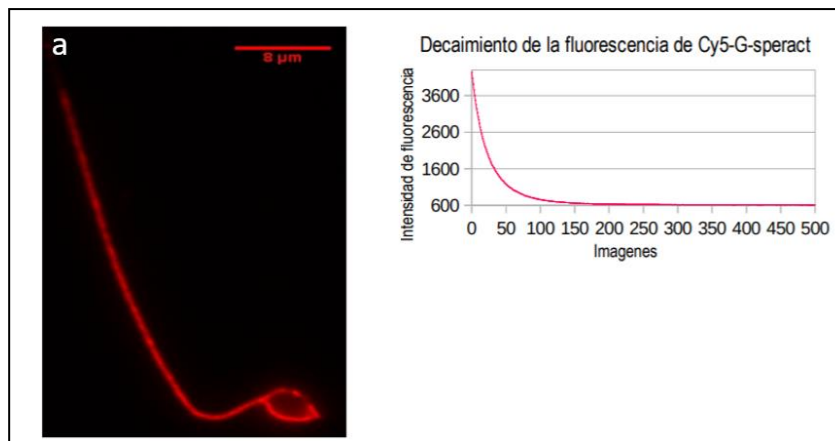 a
8 µm
Decaimiento de la fluorescencia de Cy5-G-speract
Intensidad de fluorescencia
3600
2600
1600
600
0 50 100 150 200 250 300 350 400 450 500
Imagenes